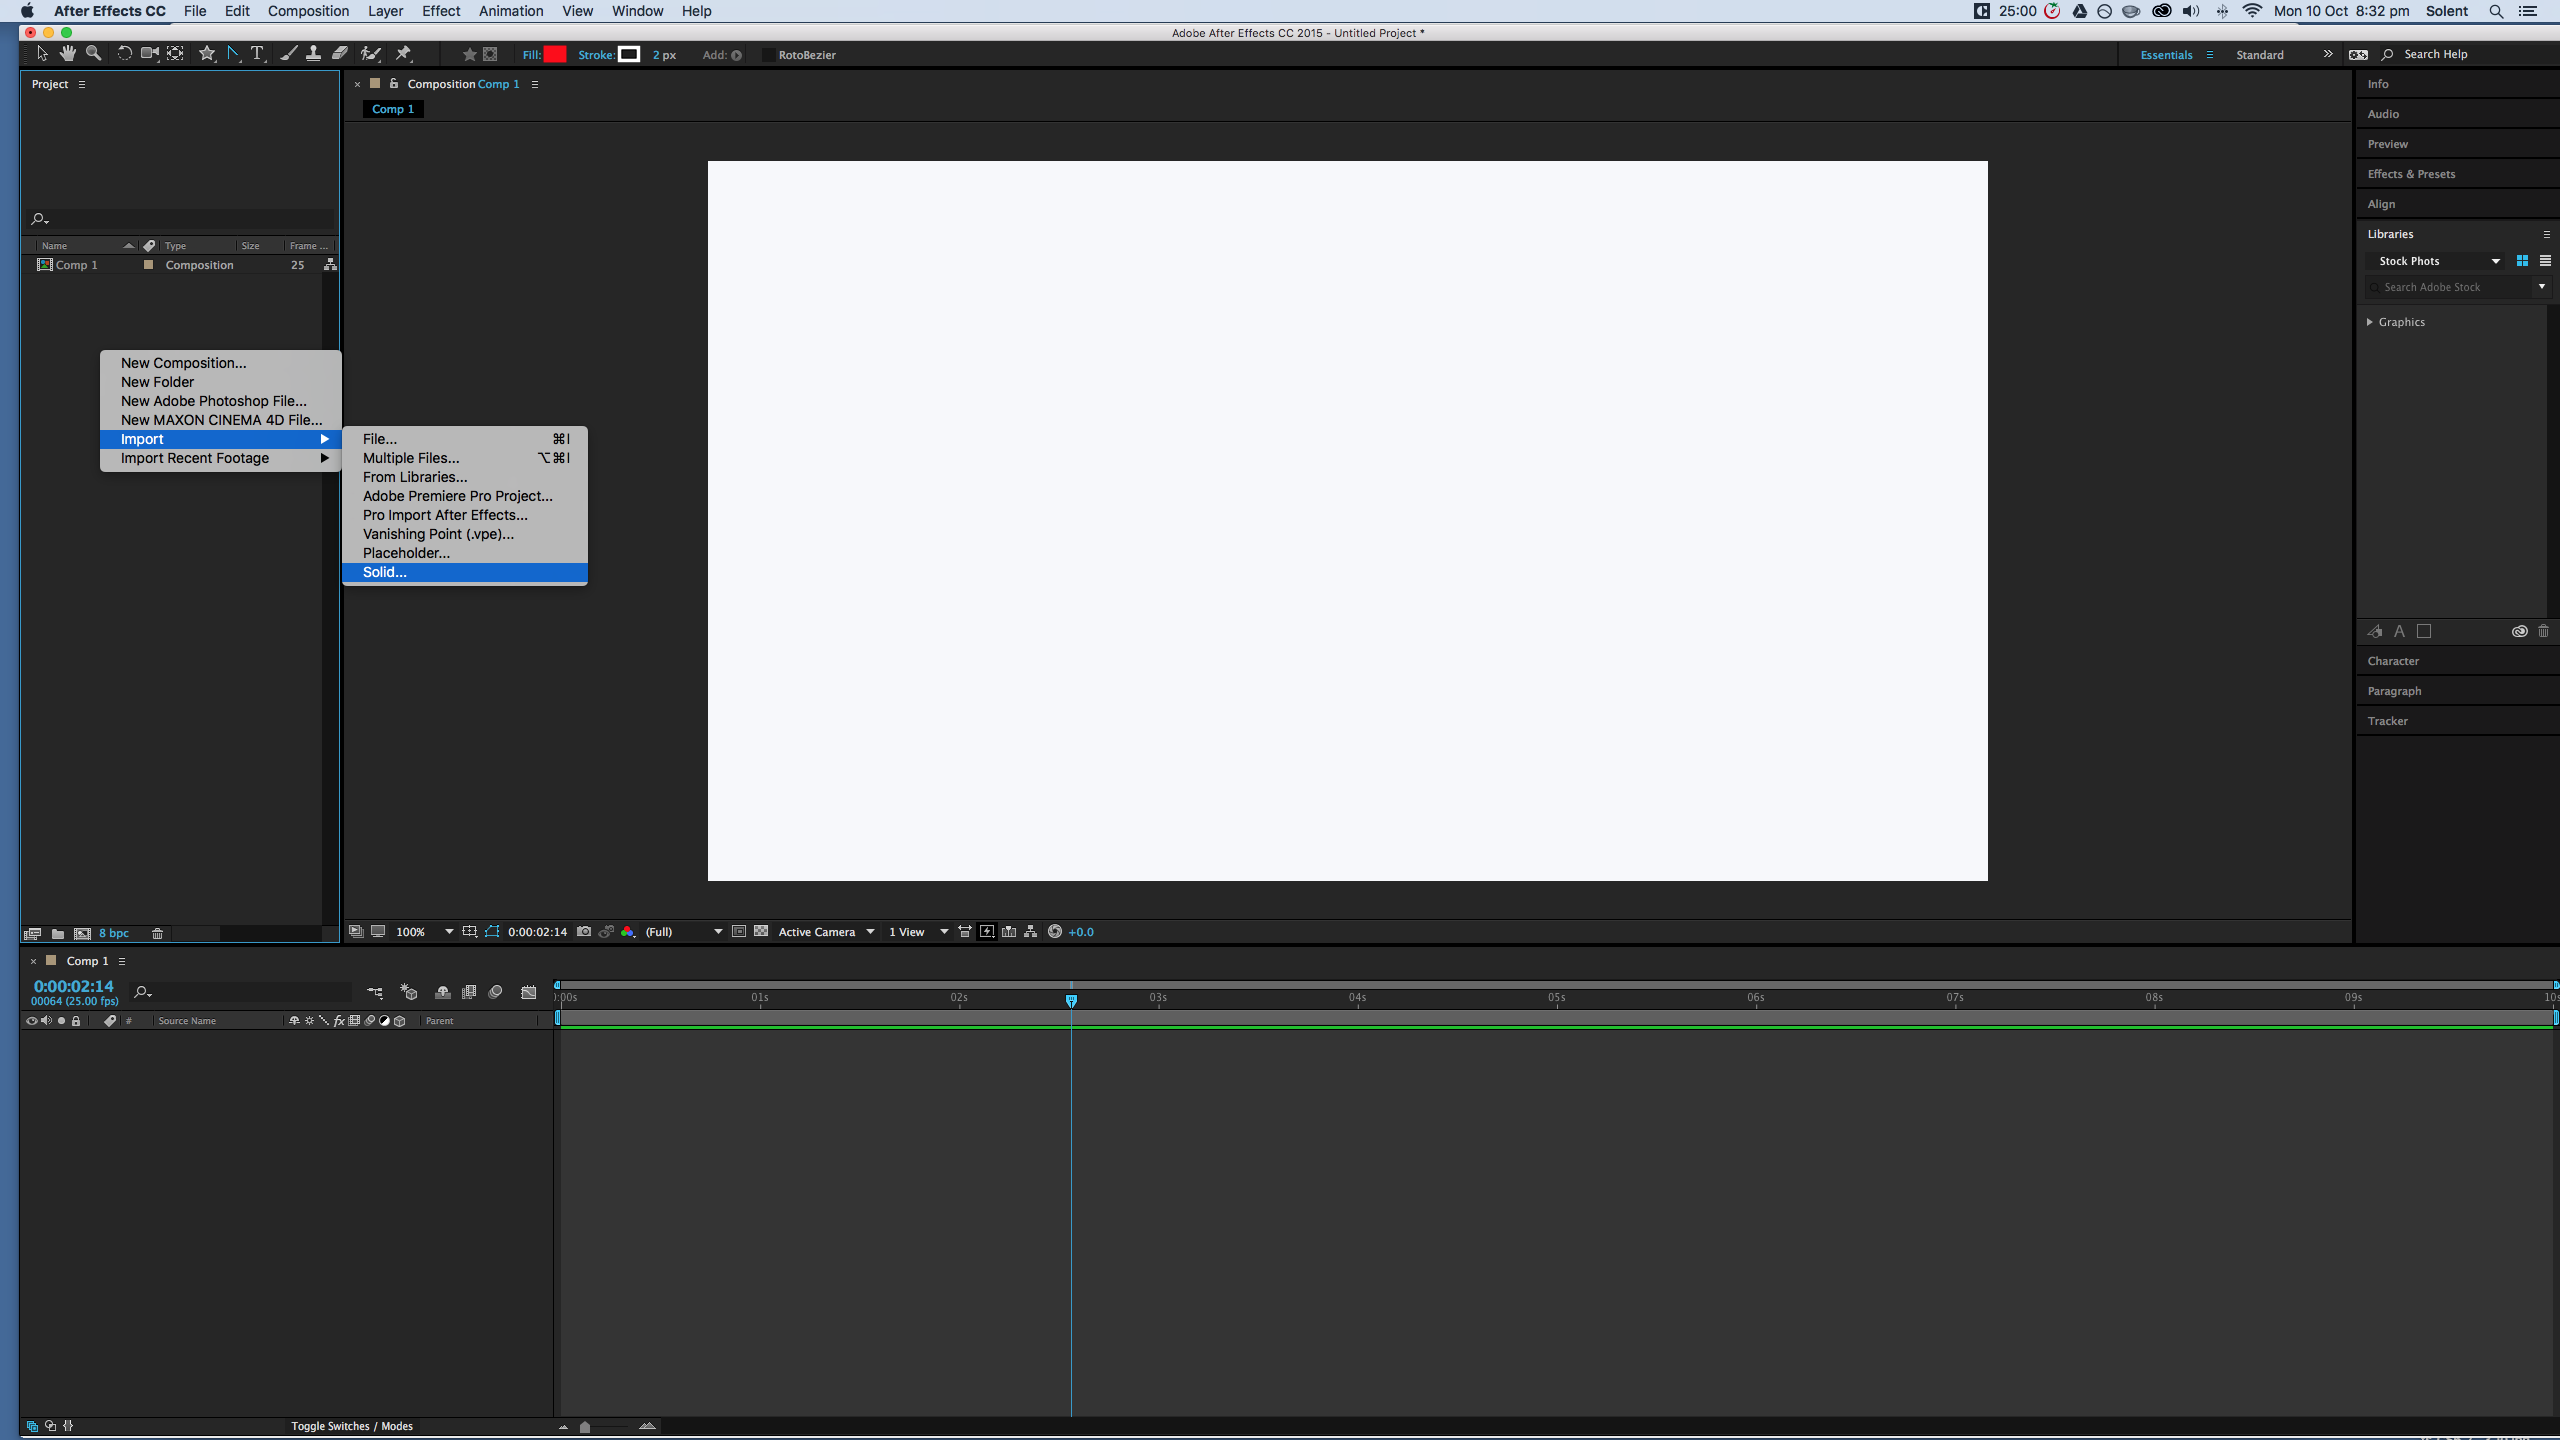 After Effects CC File Edit Composition Layer Effect Animation View Window Help 25:00 Mon 10 Oct 8:32 pm Solent
Adobe After Effects CC 2015 - Untitled Project *
T Fill: Stroke: 2 px Add: RotoBezier Essentials Standard » Search Help
Project
× Composition Comp 1
Comp 1
Name Type Size Frame ...
Comp 1 Composition 25
New Composition...
New Folder
New Adobe Photoshop File...
New MAXON CINEMA 4D File...
Import
Import Recent Footage
File... ⌘I
Multiple Files... ⌥⌘I
From Libraries...
Adobe Premiere Pro Project...
Pro Import After Effects...
Vanishing Point (.vpe)...
Placeholder...
Solid...
Info
Audio
Preview
Effects & Presets
Align
Libraries
Stock Phots
Search Adobe Stock
Graphics
A
Character
Paragraph
Tracker
8 bpc
100% 0:00:02:14 (Full) Active Camera 1 View +0.0
× Comp 1
0:00:02:14
00064 (25.00 fps)
:00s 01s 02s 03s 04s 05s 06s 07s 08s 09s 10s
# Source Name fx Parent
Toggle Switches / Modes